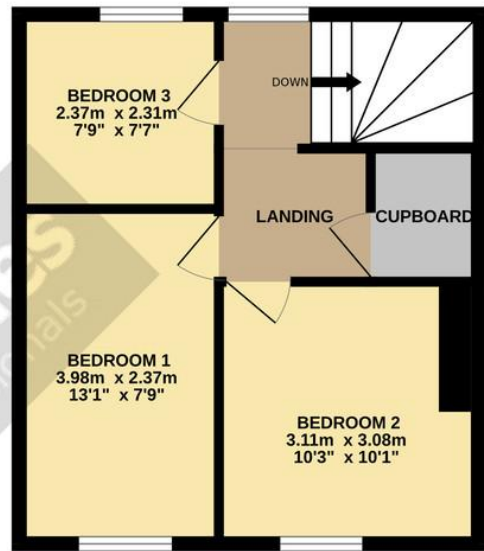 BEDROOM 3
2.37m x 2.31m
7'9" x 7'7"
DOWN
LANDING
CUPBOARD
BEDROOM 1
3.98m x 2.37m
13'1" x 7'9"
BEDROOM 2
3.11m x 3.08m
10'3" x 10'1"